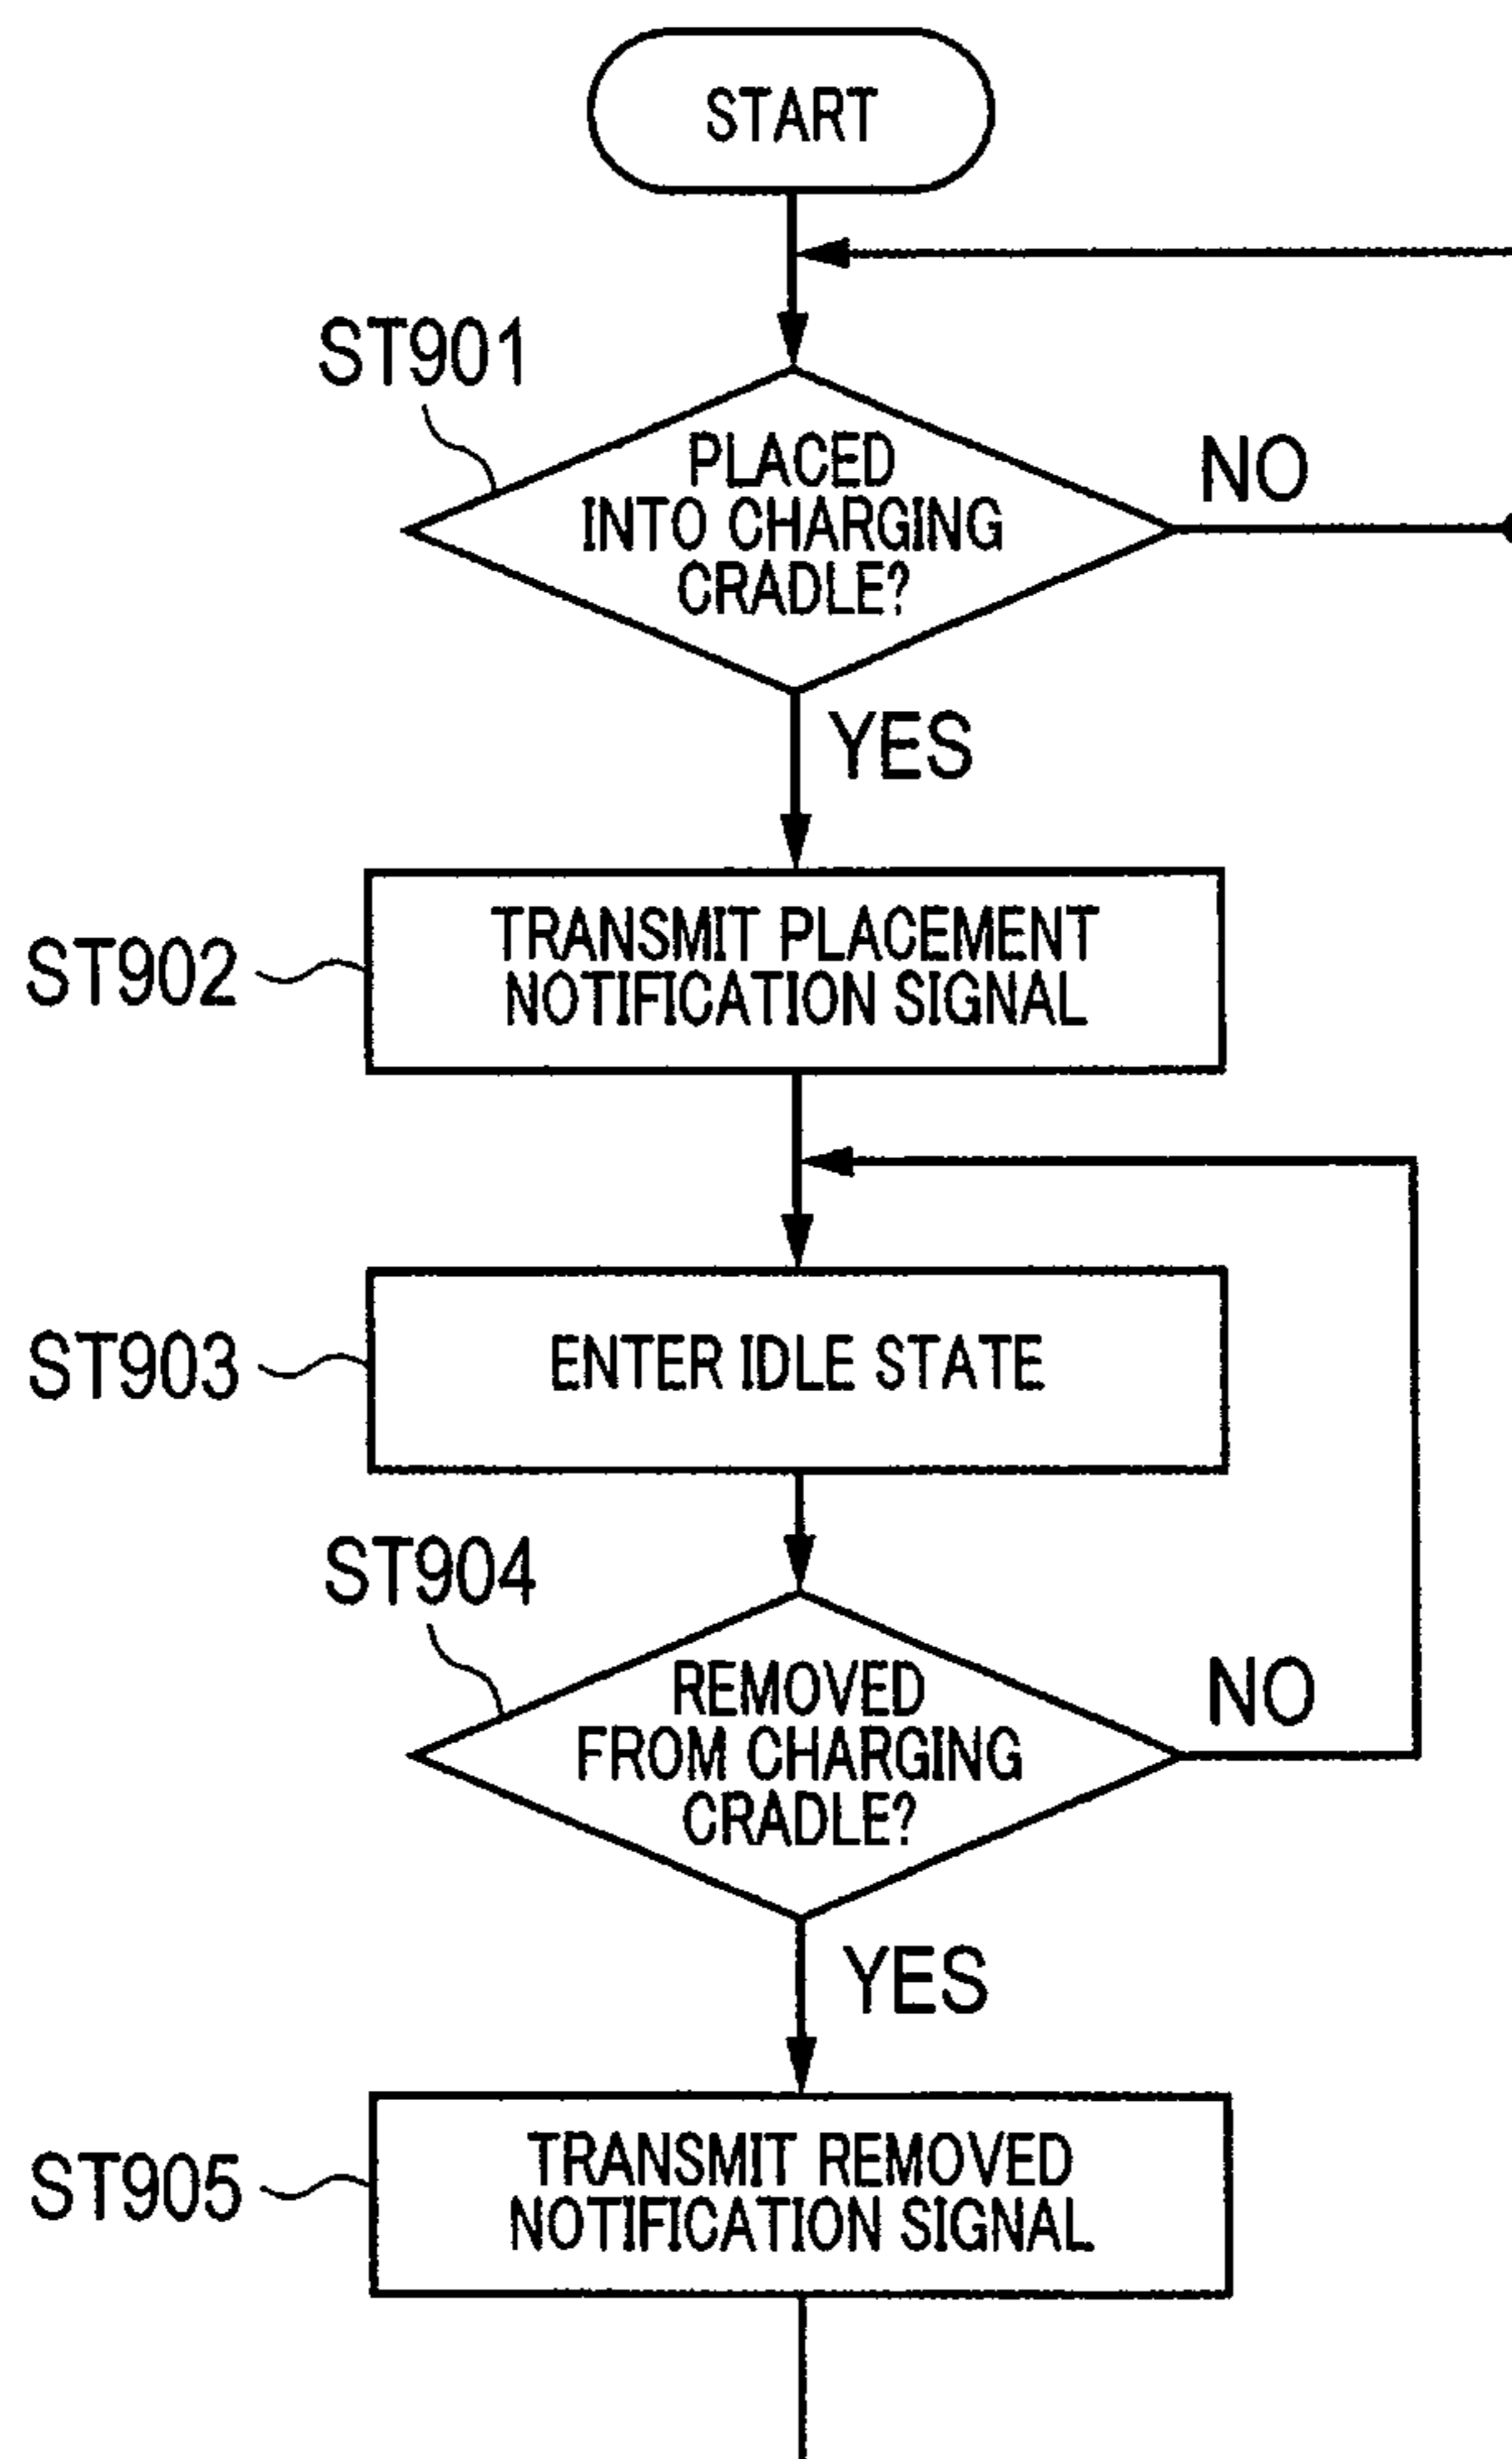 START
ST901
PLACED
INTO CHARGING
CRADLE?
NO
YES
ST902
TRANSMIT PLACEMENT
NOTIFICATION SIGNAL
ST903
ENTER IDLE STATE
ST904
REMOVED
FROM CHARGING
CRADLE?
NO
YES
ST905
TRANSMIT REMOVED
NOTIFICATION SIGNAL